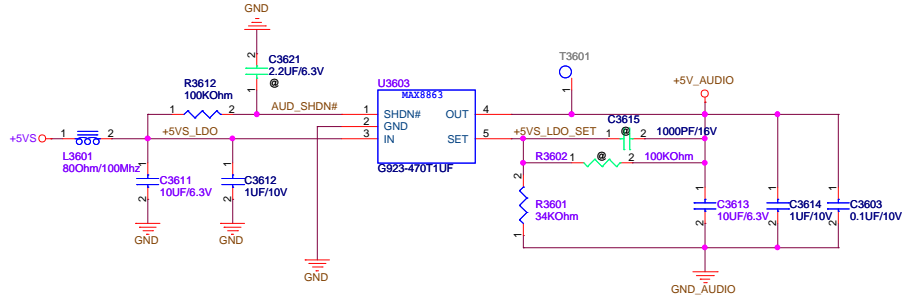 GND
2
C3621
2.2UF/6.3V
@
1
T3601
1
+5V_AUDIO
R3612
100KOhm
1
2
AUD_SHDN#
U3603
MAX8863
1
SHDN#
OUT
4
2
GND
3
IN
SET
5
G923-470T1UF
+5VS
1
2
+5VS_LDO
L3601
80Ohm/100Mhz
+5VS_LDO_SET
C3615
1
@
2
1000PF/16V
R3602
1
@
2
100KOhm
1
C3611
10UF/6.3V
2
GND
1
C3612
1UF/10V
2
GND
GND
2
R3601
34KOhm
1
1
C3613
10UF/6.3V
2
1
C3614
1UF/10V
2
1
C3603
0.1UF/10V
2
GND_AUDIO